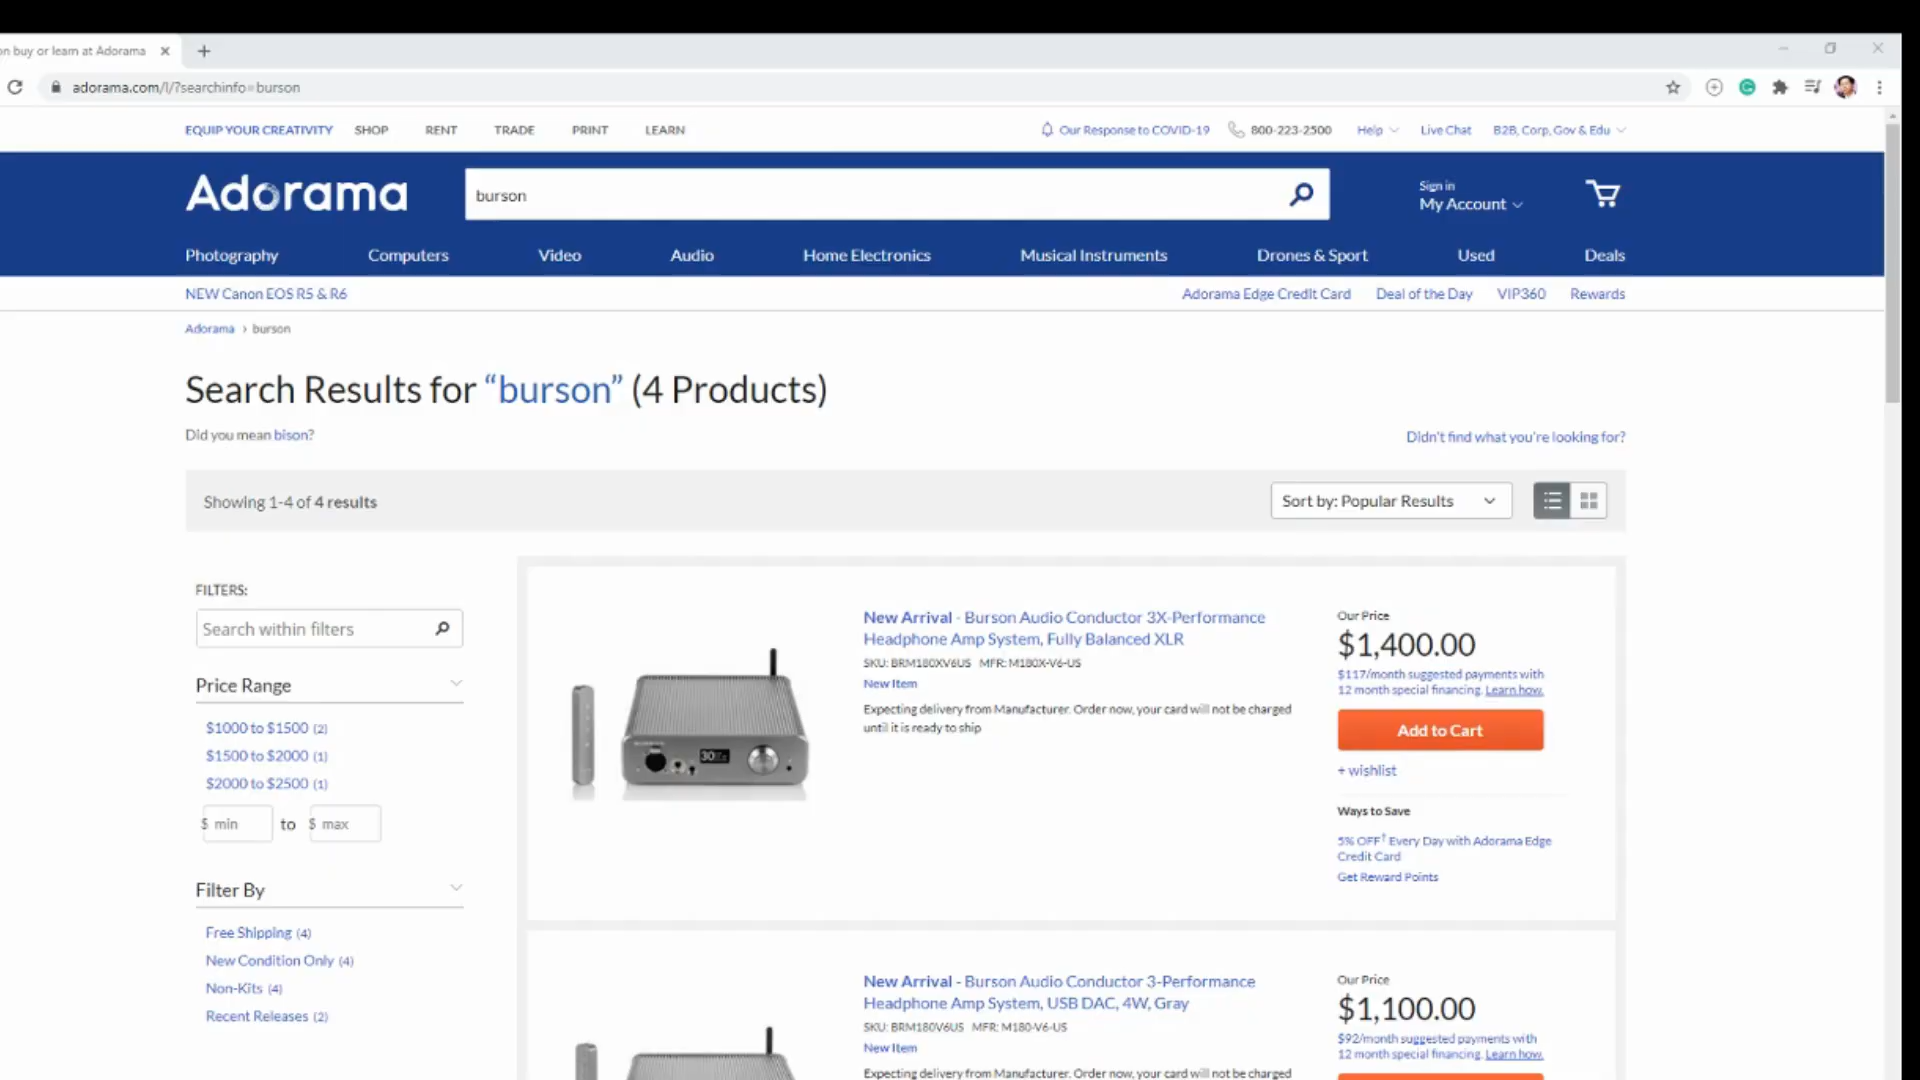 on buy or learn at Adorama
adorama.com/l/?searchinfo=burson
EQUIP YOUR CREATIVITY SHOP RENT TRADE PRINT LEARN
Our Response to COVID-19 800-223-2500 Help Live Chat B2B, Corp, Gov & Edu
Adorama
burson
Sign in
My Account
Photography Computers Video Audio Home Electronics Musical Instruments Drones & Sport Used Deals
NEW Canon EOS R5 & R6
Adorama Edge Credit Card Deal of the Day VIP360 Rewards
Adorama › burson
Search Results for “burson” (4 Products)
Did you mean bison?
Didn't find what you're looking for?
Showing 1-4 of 4 results
Sort by: Popular Results
FILTERS:
Search within filters
Price Range
$1000 to $1500 (2)
$1500 to $2000 (1)
$2000 to $2500 (1)
$ min to $ max
Filter By
Free Shipping (4)
New Condition Only (4)
Non-Kits (4)
Recent Releases (2)
New Arrival - Burson Audio Conductor 3X-Performance
Headphone Amp System, Fully Balanced XLR
SKU: BRM180XV6US MFR: M180X-V6-US
New Item
Expecting delivery from Manufacturer. Order now, your card will not be charged
until it is ready to ship
30
Our Price
$1,400.00
$117/month suggested payments with
12 month special financing. Learn how.
Add to Cart
+ wishlist
Ways to Save
5% OFF† Every Day with Adorama Edge
Credit Card
Get Reward Points
New Arrival - Burson Audio Conductor 3-Performance
Headphone Amp System, USB DAC, 4W, Gray
SKU: BRM180V6US MFR: M180-V6-US
New Item
Expecting delivery from Manufacturer. Order now, your card will not be charged
Our Price
$1,100.00
$92/month suggested payments with
12 month special financing. Learn how.